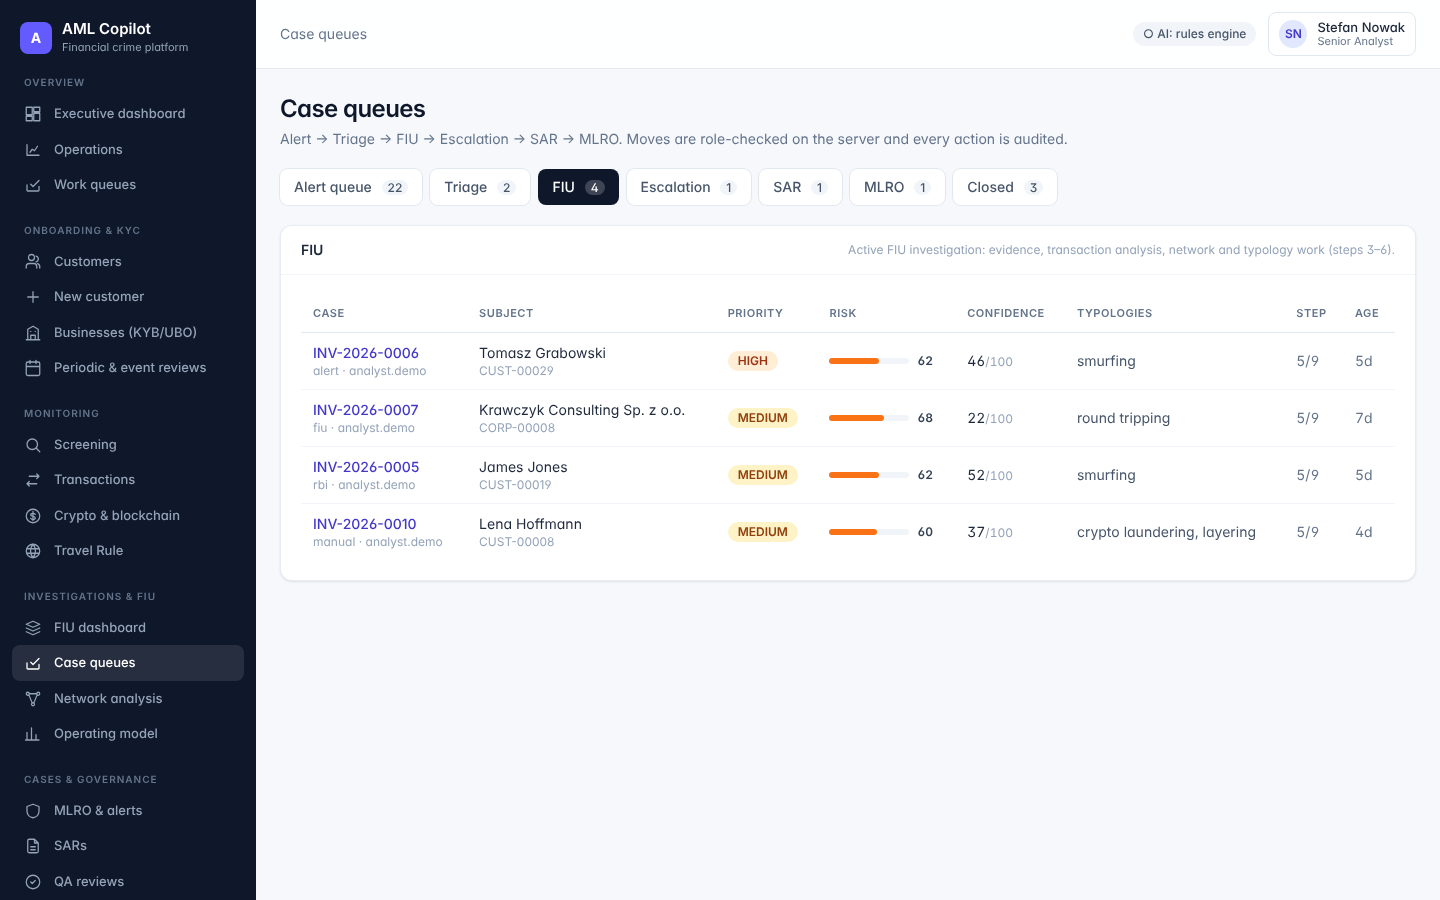 A
AML Copilot
Financial crime platform
OVERVIEW
Executive dashboard
Operations
Work queues
ONBOARDING & KYC
Customers
New customer
Businesses (KYB/UBO)
Periodic & event reviews
MONITORING
Screening
Transactions
Crypto & blockchain
Travel Rule
INVESTIGATIONS & FIU
FIU dashboard
Case queues
Network analysis
Operating model
CASES & GOVERNANCE
MLRO & alerts
SARs
QA reviews
Case queues
AI: rules engine
SN
Stefan Nowak
Senior Analyst
Case queues
Alert → Triage → FIU → Escalation → SAR → MLRO. Moves are role-checked on the server and every action is audited.
Alert queue 22 Triage 2 FIU 4 Escalation 1 SAR 1 MLRO 1 Closed 3
FIU
Active FIU investigation: evidence, transaction analysis, network and typology work (steps 3–6).
CASE SUBJECT PRIORITY RISK CONFIDENCE TYPOLOGIES STEP AGE
INV-2026-0006 Tomasz Grabowski HIGH 62 46/100 smurfing 5/9 5d
alert · analyst.demo CUST-00029
INV-2026-0007 Krawczyk Consulting Sp. z o.o. MEDIUM 68 22/100 round tripping 5/9 7d
fiu · analyst.demo CORP-00008
INV-2026-0005 James Jones MEDIUM 62 52/100 smurfing 5/9 5d
rbi · analyst.demo CUST-00019
INV-2026-0010 Lena Hoffmann MEDIUM 60 37/100 crypto laundering, layering 5/9 4d
manual · analyst.demo CUST-00008